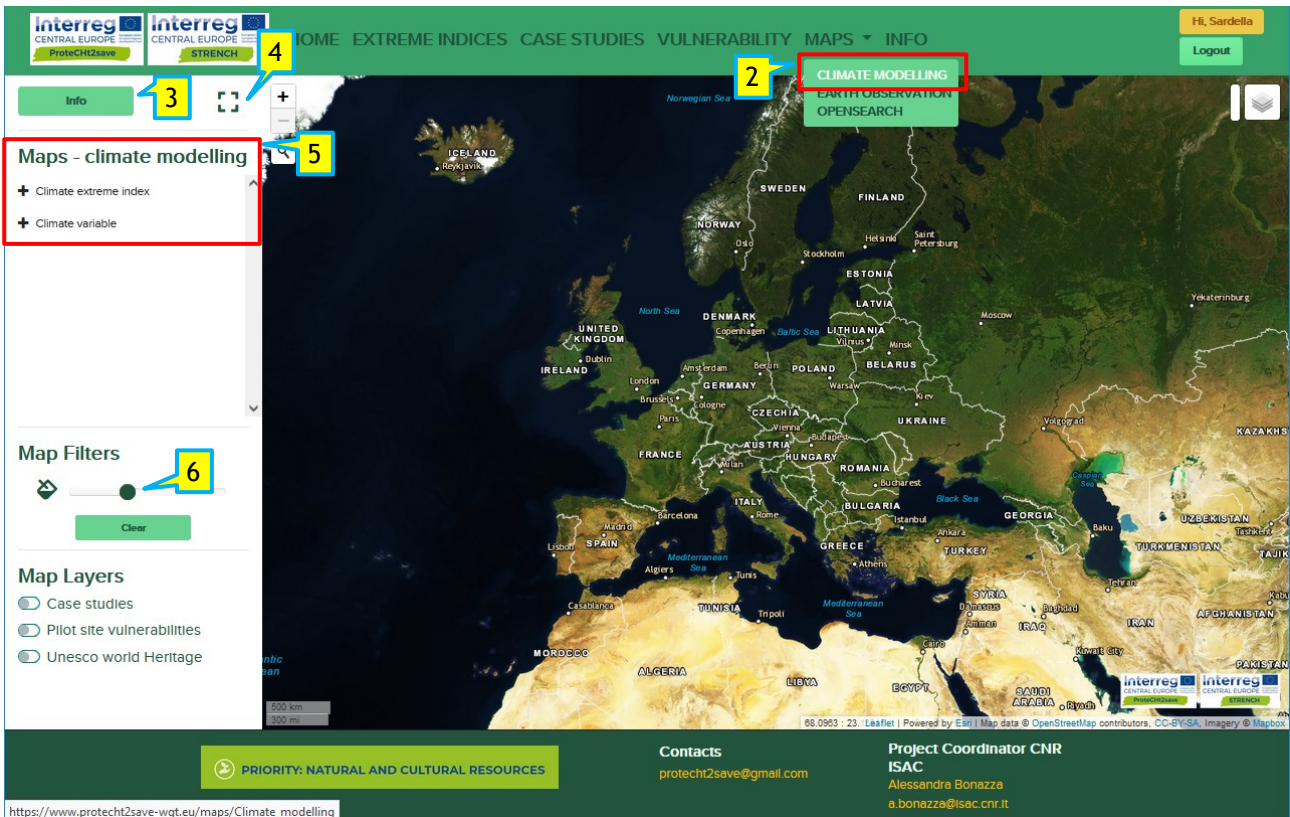 Interreg
CENTRAL EUROPE
ProteCHt2save
Interreg
CENTRAL EUROPE
STRENCH
4
HOME EXTREME INDICES CASE STUDIES VULNERABILITY MAPS INFO
Hi, Sardella
Logout
2
CLIMATE MODELLING
EARTH OBSERVATION
OPENSEARCH
Info
3
+
−
5
Maps - climate modelling
Climate extreme index
Climate variable
Map Filters
6
Clear
Map Layers
Case studies
Pilot site vulnerabilities
Unesco world Heritage
Norwegian Sea
ICELAND
Reykjavik
SWEDEN
FINLAND
NORWAY
Oslo
Helsinki
Saint
Petersburg
Stockholm
ESTONIA
LATVIA
Yekaterinburg
North Sea
DENMARK
Copenhagen
Baltic Sea
LITHUANIA
Moscow
UNITED
KINGDOM
Vilnius
Minsk
Dublin
IRELAND
Amsterdam
Berlin
POLAND
BELARUS
London
GERMANY
Warsaw
Brussels
Cologne
Kiev
CZECHIA
Paris
Vienna
UKRAINE
Volgograd
KAZAKHS
AUSTRIA
Budapest
FRANCE
HUNGARY
Milan
ROMANIA
Bucharest
Caspian
Sea
ITALY
Black Sea
Barcelona
Rome
BULGARIA
GEORGIA
UZBEKISTAN
Madrid
Istanbul
Baku
Tashkent
Lisbon
SPAIN
GREECE
Ankara
TURKEY
TURKMENISTAN
TAJIK
Mediterranean
Sea
Algiers
Tunis
Athens
Tehran
SYRIA
Kabu
Casablanca
TUNISIA
Tripoli
Mediterranean
Sea
Damascus
Baghdad
AFGHANISTAN
Amman
IRAQ
IRAN
MOROCCO
Cairo
Kuwait City
ntic
ean
ALGERIA
LIBYA
EGYPT
PAKISTAN
SAUDI
ARABIA
Riyadh
Interreg
CENTRAL EUROPE
ProteCHt2save
Interreg
CENTRAL EUROPE
STRENCH
500 km
300 mi
68.0963 : 23. Leaflet | Powered by Esri | Map data © OpenStreetMap contributors, CC-BY-SA, Imagery © Mapbox
PRIORITY: NATURAL AND CULTURAL RESOURCES
Contacts
protecht2save@gmail.com
Project Coordinator CNR
ISAC
Alessandra Bonazza
a.bonazza@isac.cnr.it
https://www.protecht2save-wgt.eu/maps/Climate_modelling